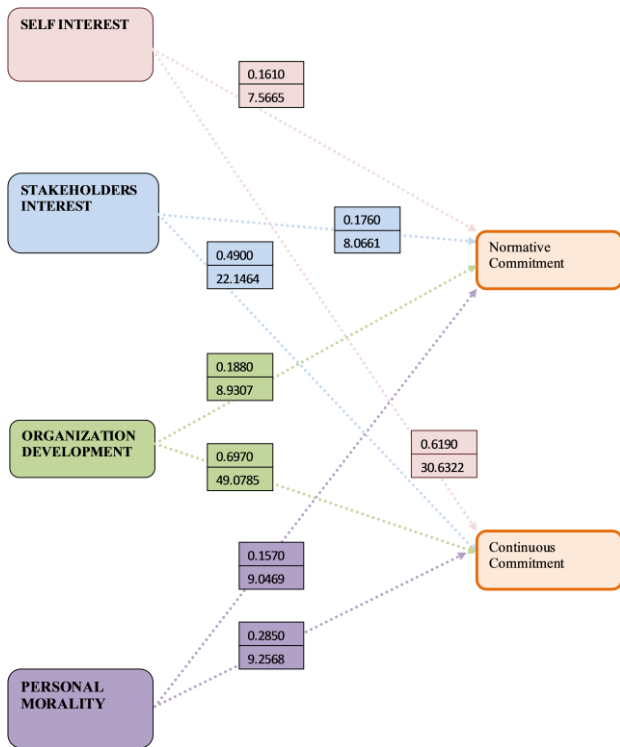 SELF INTEREST
0.1610
7.5665
STAKEHOLDERS
INTEREST
0.1760
8.0661
Normative
Commitment
0.4900
22.1464
0.1880
8.9307
ORGANIZATION
DEVELOPMENT
0.6190
30.6322
0.6970
49.0785
Continuous
Commitment
0.1570
9.0469
0.2850
9.2568
PERSONAL
MORALITY